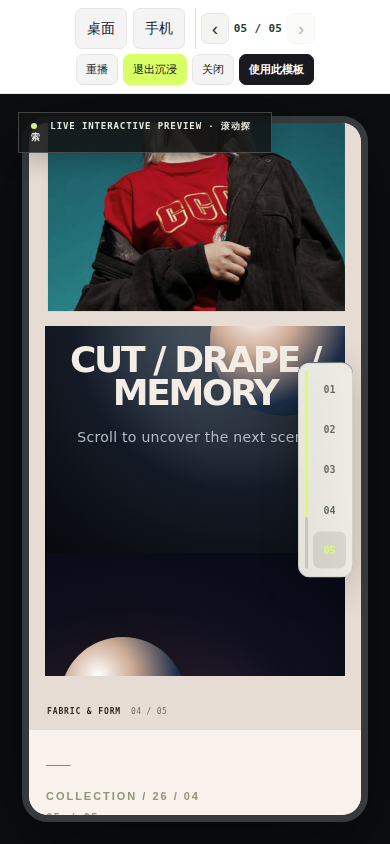 桌面 手机 ‹ 05 / 05 ›
重播 退出沉浸 关闭 使用此模板
LIVE INTERACTIVE PREVIEW · 滚动探
索
CUT / DRAPE /
MEMORY
Scroll to uncover the next
01
02
03
04
05
FABRIC & FORM 04 / 05
COLLECTION / 26 / 04